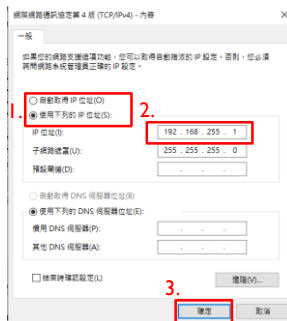 網際網路通訊協定第 4 版 (TCP/IPv4) - 內容
一般
如果您的網路支援這項功能，您可以取得自動指派的 IP 設定。否則，您必須
詢問網路系統管理員正確的 IP 設定。
自動取得 IP 位址(O)
1.
使用下列的 IP 位址(S):
2.
IP 位址(I):
192 . 168 . 255 . 1
子網路遮罩(U):
255 . 255 . 255 . 0
預設閘道(D):
自動取得 DNS 伺服器位址(B)
使用下列的 DNS 伺服器位址(E):
慣用 DNS 伺服器(P):
其他 DNS 伺服器(A):
結束時確認設定(L)
進階(V)...
3.
確定
取消